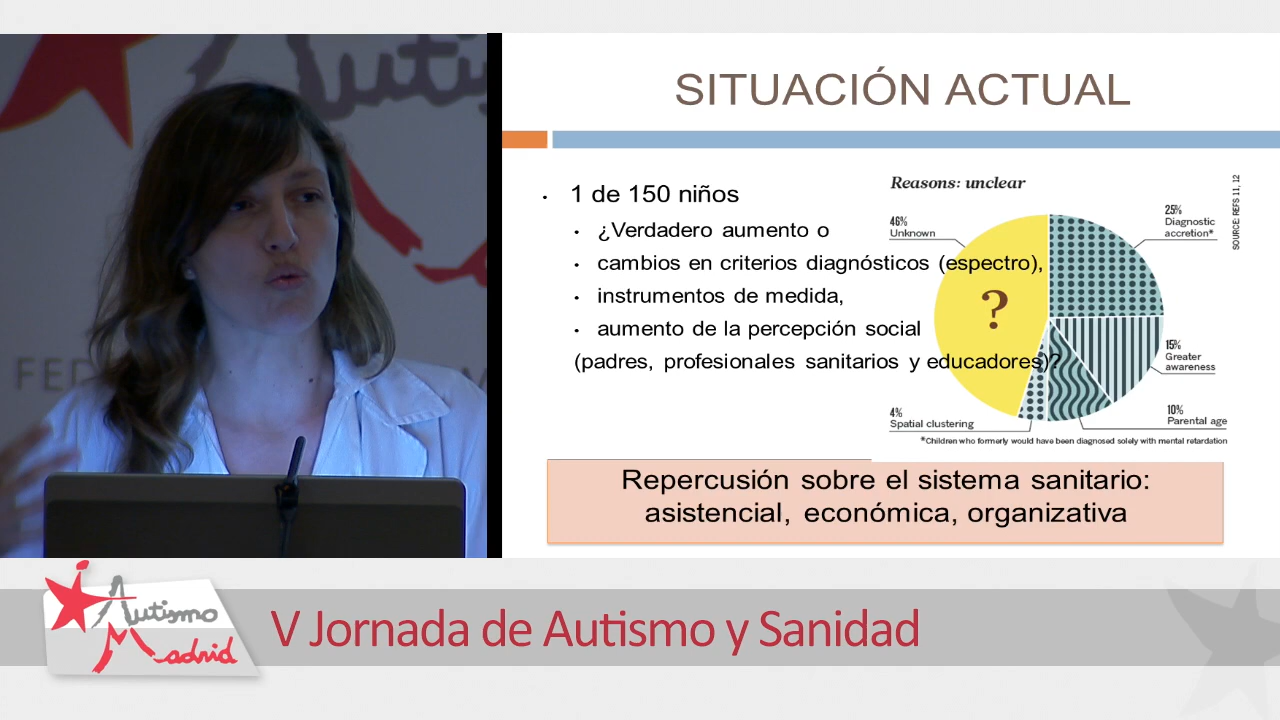 Auti
FEDE
SITUACIÓN ACTUAL
• 1 de 150 niños
• ¿Verdadero aumento o
• cambios en criterios diagnósticos (espectro),
• instrumentos de medida,
• aumento de la percepción social
(padres, profesionales sanitarios y educadores)?
Reasons: unclear
46%
Unknown
?
25%
Diagnostic
accretion*
15%
Greater
awareness
10%
Parental age
4%
Spatial clustering
*Children who formerly would have been diagnosed solely with mental retardation
SOURCE: REFS 11, 12
Repercusión sobre el sistema sanitario:
asistencial, económica, organizativa
Autismo
Madrid
V Jornada de Autismo y Sanidad